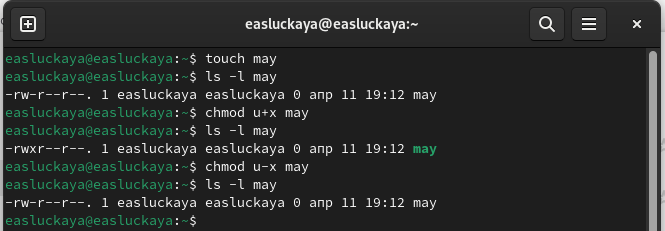 easluckaya@easluckaya:~
easluckaya@easluckaya:~$ touch may
easluckaya@easluckaya:~$ ls -l may
-rw-r--r--. 1 easluckaya easluckaya 0 апр 11 19:12 may
easluckaya@easluckaya:~$ chmod u+x may
easluckaya@easluckaya:~$ ls -l may
-rwxr--r--. 1 easluckaya easluckaya 0 апр 11 19:12 may
easluckaya@easluckaya:~$ chmod u-x may
easluckaya@easluckaya:~$ ls -l may
-rw-r--r--. 1 easluckaya easluckaya 0 апр 11 19:12 may
easluckaya@easluckaya:~$